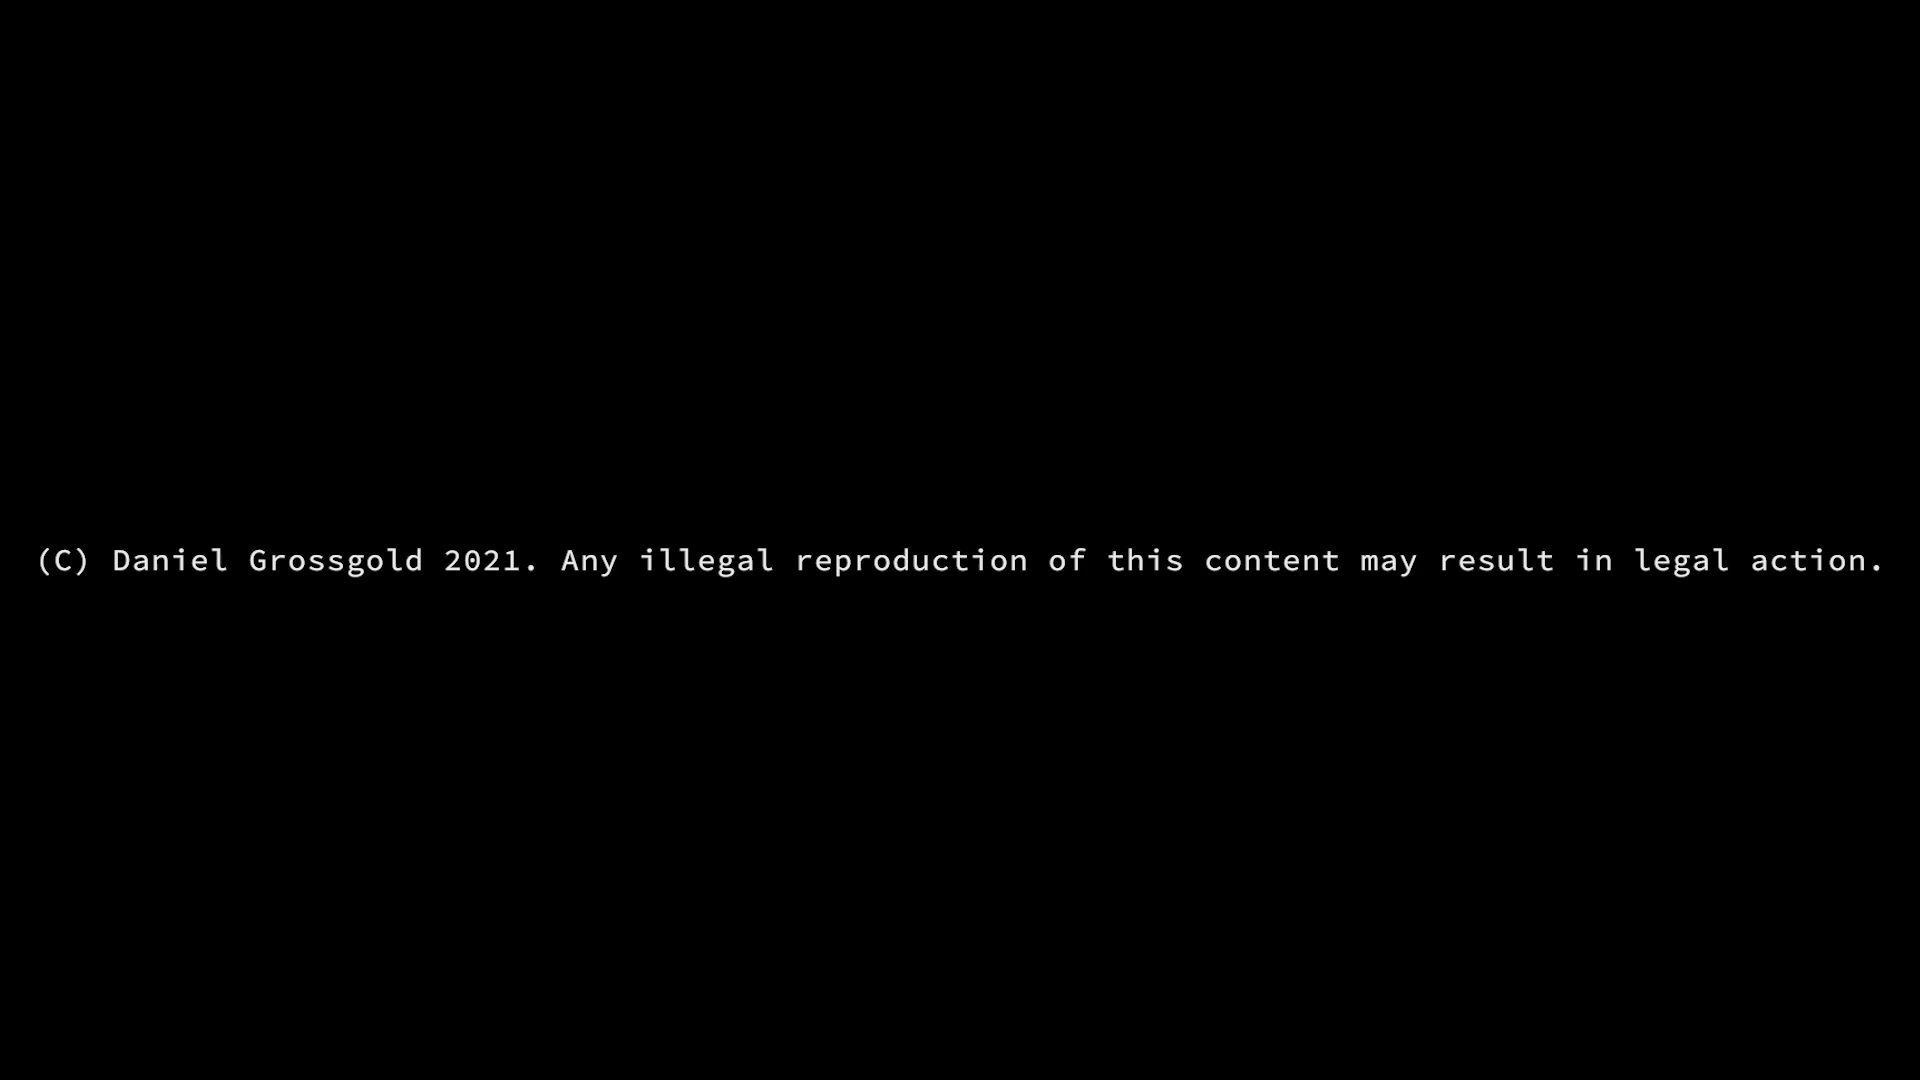 (C) Daniel Grossgold 2021. Any illegal reproduction of this content may result in legal action.